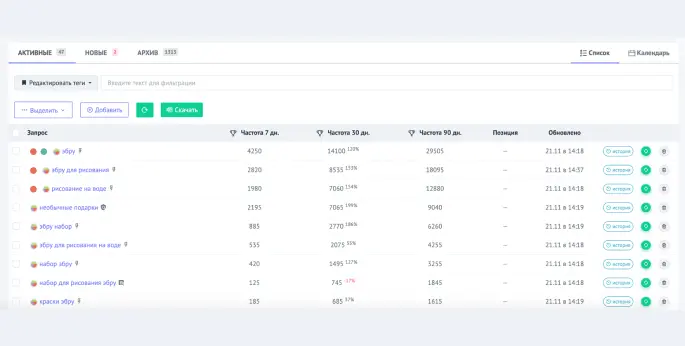 АКТИВНЫЕ 47 НОВЫЕ 3 АРХИВ 1323 Список Календарь
Редактировать теги Введите текст для фильтрации
Выделить Добавить Скачать
Запрос Частота 7 дн. Частота 30 дн. Частота 90 дн. Позиция Обновлено
эбру 4250 14100 110% 29505 -- история 21.11 в 14:18
эбру для рисования 2820 8535 133% 18095 -- история 21.11 в 14:37
рисование на воде 1980 7060 154% 12880 -- история 21.11 в 14:18
необычные подарки 2195 7065 199% 9040 -- история 21.11 в 14:19
эбру набор 885 2770 186% 6260 -- история 21.11 в 14:19
эбру для рисования на воде 535 2075 55% 4255 -- история 21.11 в 14:18
набор эбру 420 1495 127% 3255 -- история 21.11 в 14:18
набор для рисования эбру 125 745 -17% 1845 -- история 21.11 в 14:18
краски эбру 185 685 37% 1615 -- история 21.11 в 14:19